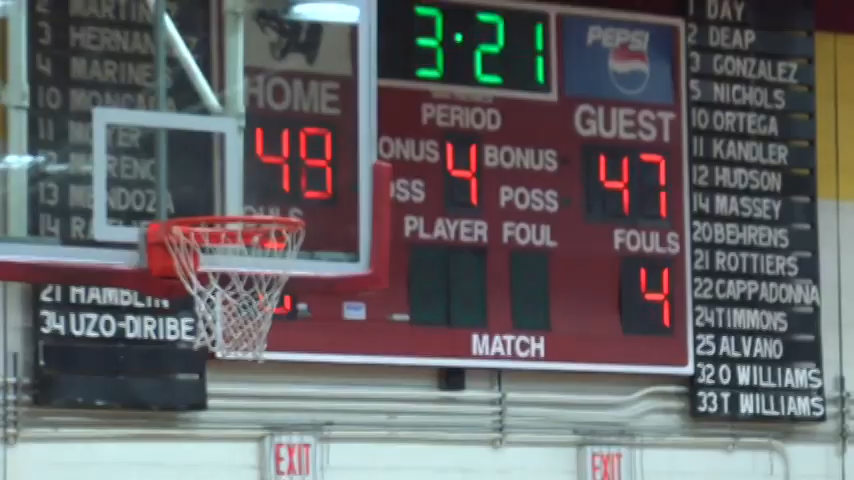 2 MARTIN
3 HERNAN
4 MARINE
10 MONCA
11
12
13 MENDOZA
14
21 HAMBLIN
34 UZO-DIRIBE
HOME
49
3:21
PERIOD
4
BONUS
POSS
PLAYER FOUL
MATCH
PEPSI
GUEST
47
FOULS
4
1 DAY
2 DEAP
3 GONZALEZ
5 NICHOLS
10 ORTEGA
11 KANDLER
12 HUDSON
14 MASSEY
20 BEHRENS
21 ROTTIERS
22 CAPPADONNA
24 TIMMONS
25 ALVANO
32 O WILLIAMS
33 T WILLIAMS
EXIT
EXIT